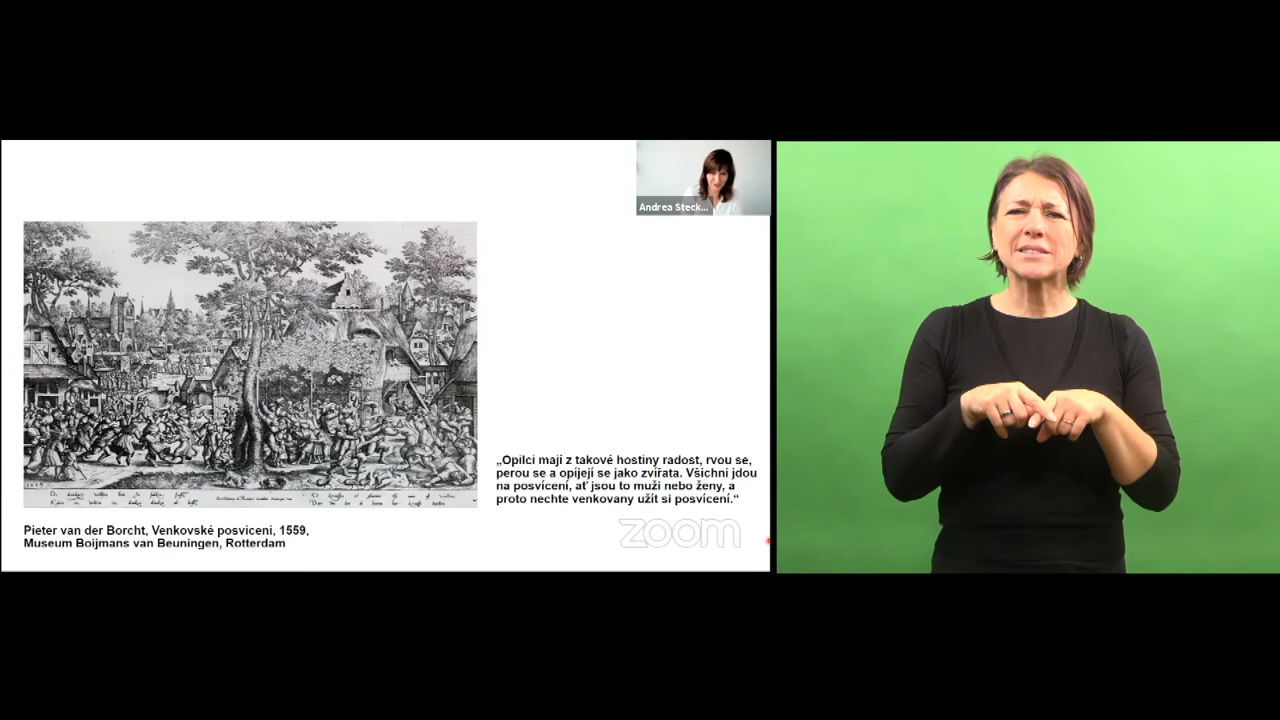 Andrea Steck...
„Opilci mají z takové hostiny radost, rvou se,
perou se a opíjejí se jako zvířata. Všichni jdou
na posvícení, ať jsou to muži nebo ženy, a
proto nechte venkovany užít si posvícení.“
zoom
Pieter van der Borcht, Venkovské posvícení, 1559,
Museum Boijmans van Beuningen, Rotterdam